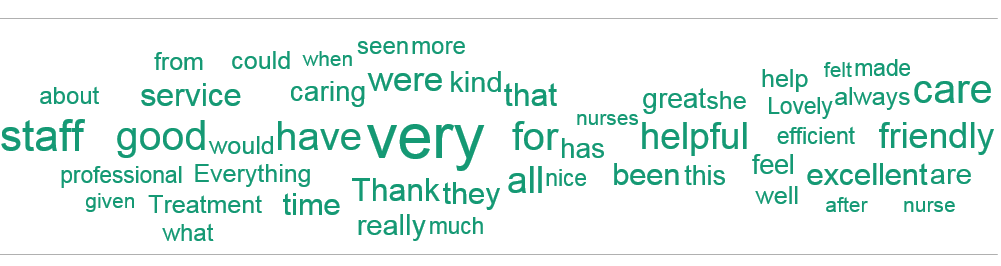 seen more
from could when
about service caring were kind that great she help felt made
Lovely always care
staff good would have very for has nurses helpful efficient friendly
professional Everything Thank they all nice been this feel excellent are
given Treatment time well after nurse
what really much